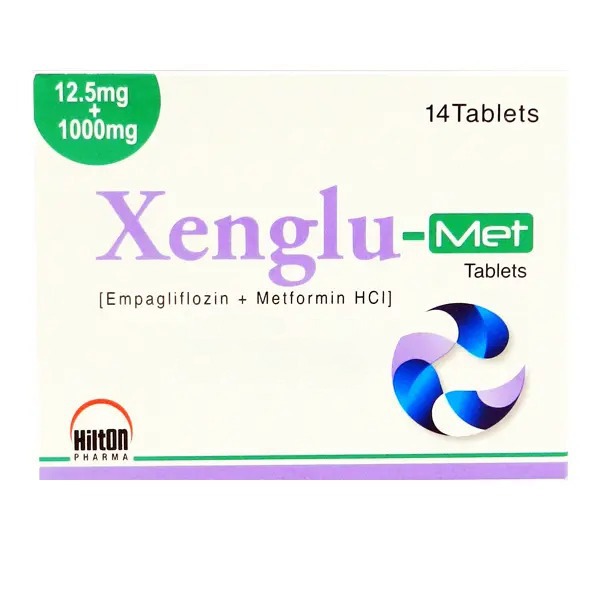 12.5mg
+
1000mg
14Tablets
Xenglu-Met
Tablets
[Empagliflozin + Metformin HCl]
HiltOn
PHARMA